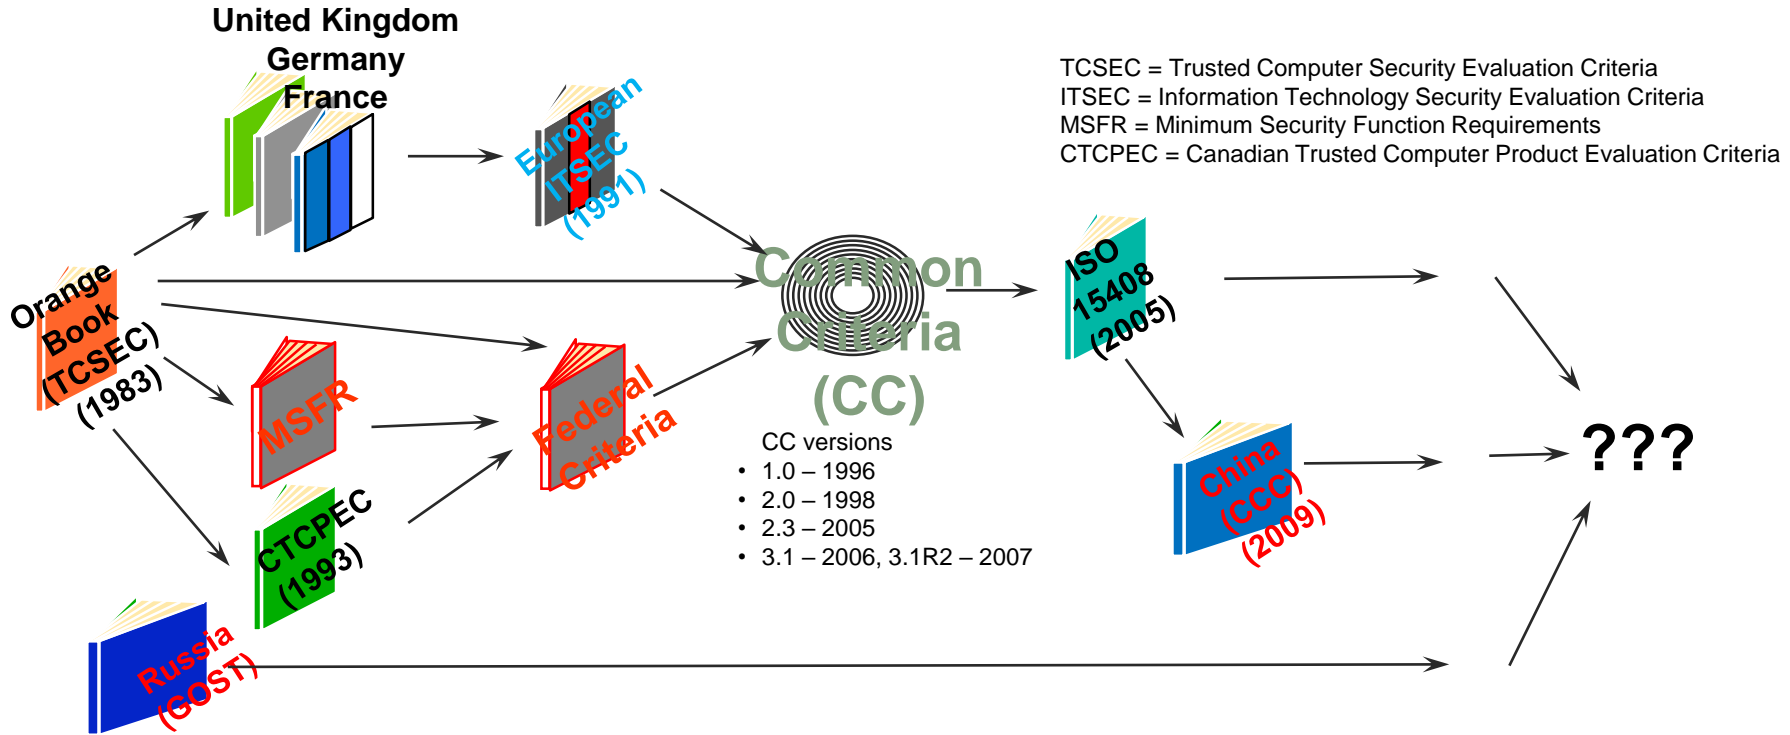 United Kingdom
Germany
France
European
ITSEC
(1991)
TCSEC = Trusted Computer Security Evaluation Criteria
ITSEC = Information Technology Security Evaluation Criteria
MSFR = Minimum Security Function Requirements
CTCPEC = Canadian Trusted Computer Product Evaluation Criteria
Orange
Book
(TCSEC)
(1983)
MSFR
CTCPEC
(1993)
Federal
Criteria
Common
Criteria
(CC)
CC versions
• 1.0 – 1996
• 2.0 – 1998
• 2.3 – 2005
• 3.1 – 2006, 3.1R2 – 2007
ISO
15408
(2005)
China
(CCC)
(2009)
???
Russia
(GOST)